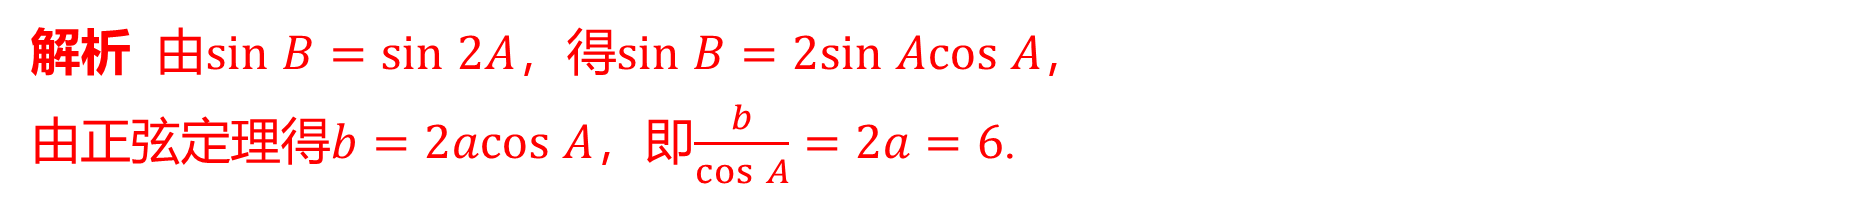 解析 由sin B = sin 2A，得sin B = 2sin Acos A，
由正弦定理得b = 2acos A，即\frac{b}{cos A} = 2a = 6.